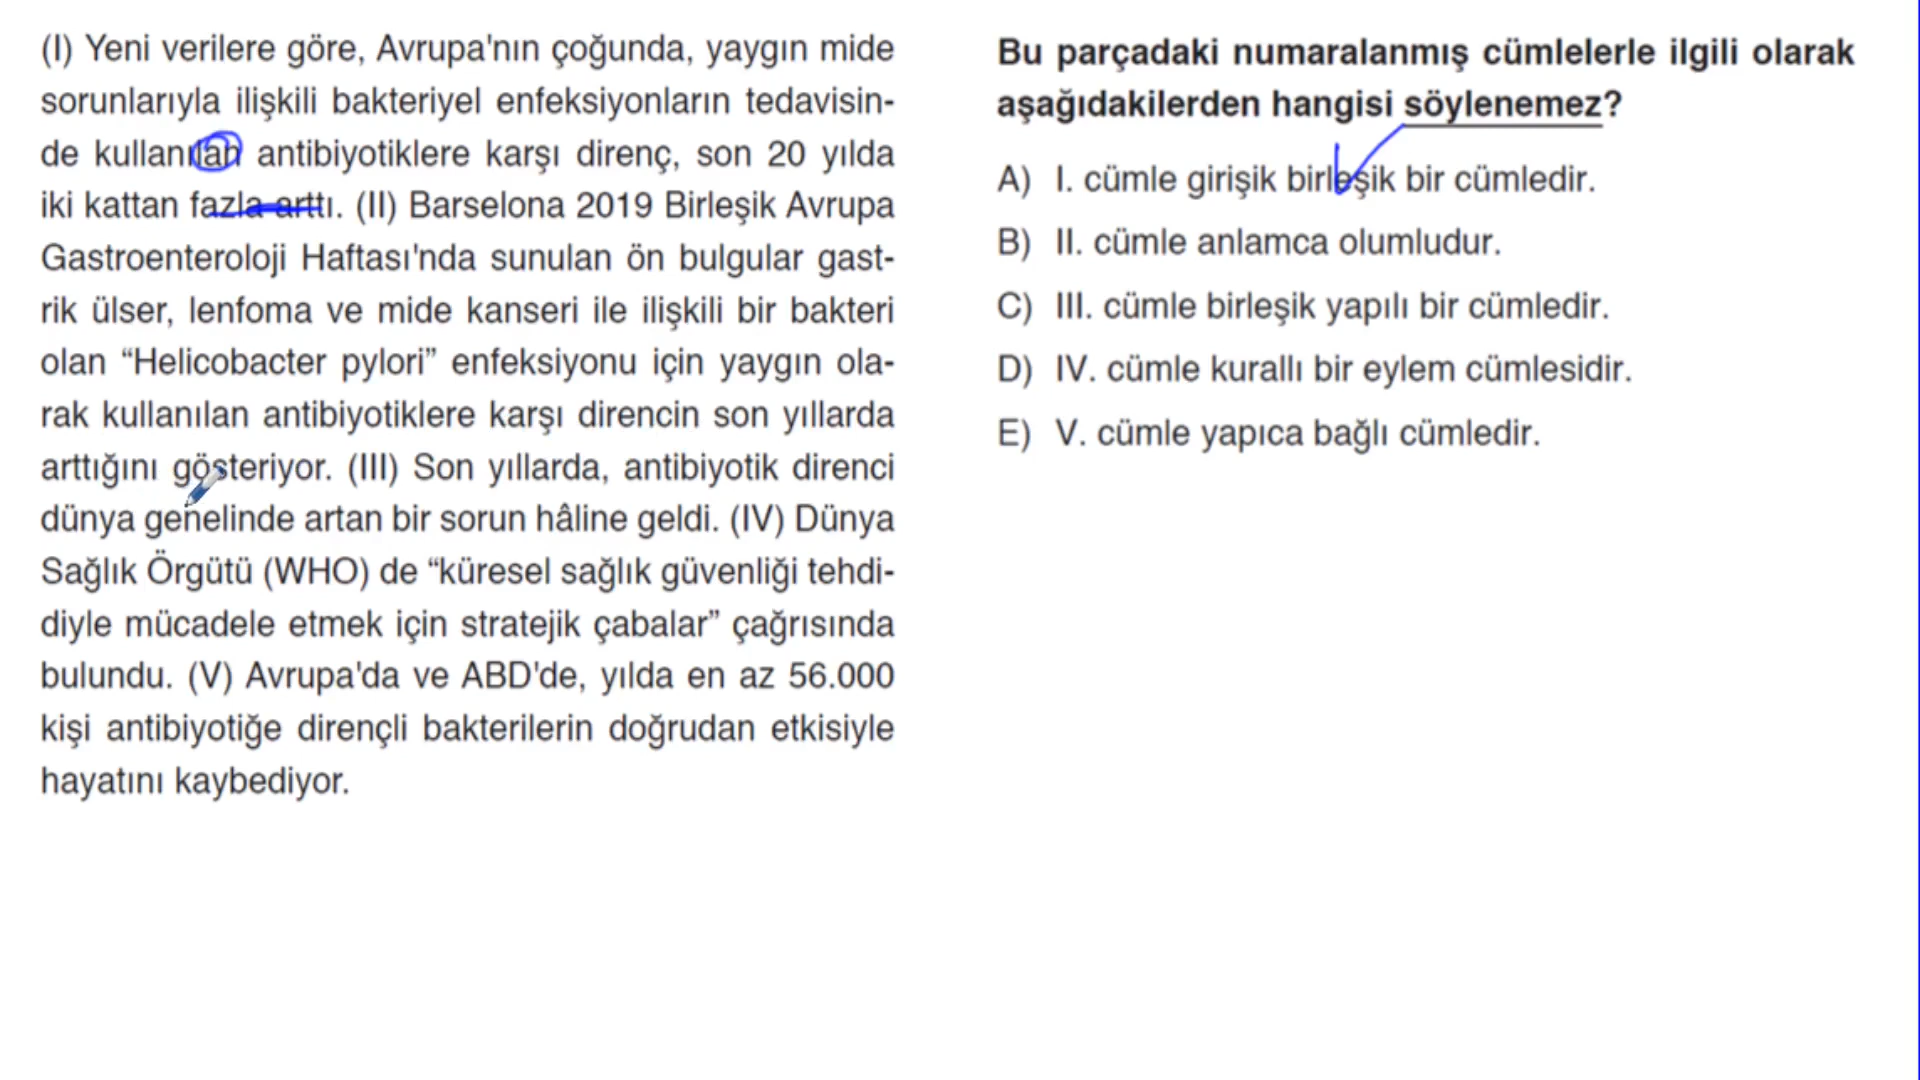 (I) Yeni verilere göre, Avrupa'nın çoğunda, yaygın mide
sorunlarıyla ilişkili bakteriyel enfeksiyonların tedavisin-
de kullanılan antibiyotiklere karşı direnç, son 20 yılda
iki kattan fazla arttı. (II) Barselona 2019 Birleşik Avrupa
Gastroenteroloji Haftası'nda sunulan ön bulgular gast-
rik ülser, lenfoma ve mide kanseri ile ilişkili bir bakteri
olan “Helicobacter pylori” enfeksiyonu için yaygın ola-
rak kullanılan antibiyotiklere karşı direncin son yıllarda
arttığını gösteriyor. (III) Son yıllarda, antibiyotik direnci
dünya genelinde artan bir sorun hâline geldi. (IV) Dünya
Sağlık Örgütü (WHO) de “küresel sağlık güvenliği tehdi-
diyle mücadele etmek için stratejik çabalar” çağrısında
bulundu. (V) Avrupa'da ve ABD'de, yılda en az 56.000
kişi antibiyotiğe dirençli bakterilerin doğrudan etkisiyle
hayatını kaybediyor.
Bu parçadaki numaralanmış cümlelerle ilgili olarak
aşağıdakilerden hangisi söylenemez?
A) I. cümle girişik birleşik bir cümledir.
B) II. cümle anlamca olumludur.
C) III. cümle birleşik yapılı bir cümledir.
D) IV. cümle kurallı bir eylem cümlesidir.
E) V. cümle yapıca bağlı cümledir.